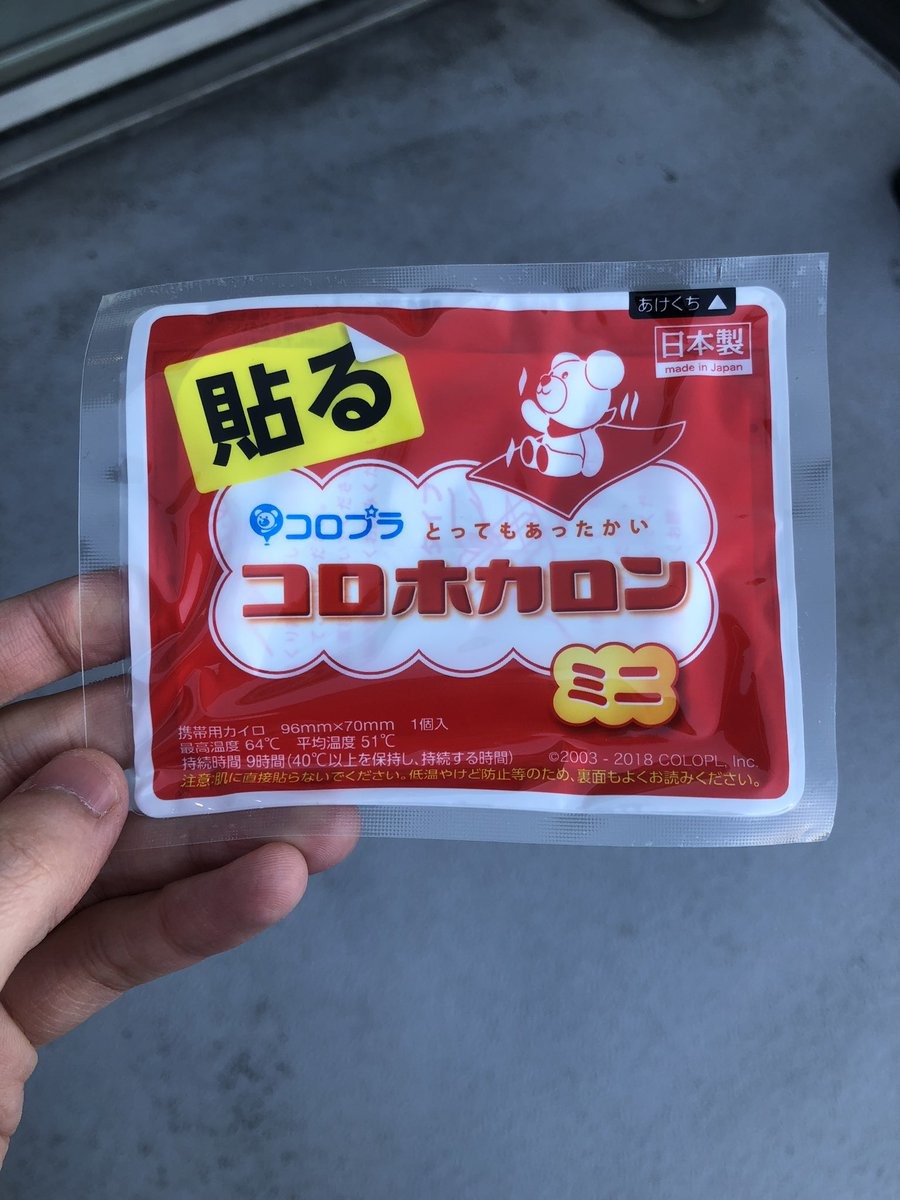 あけくち ▲
日本製
made in Japan
貼る
コロプラ とってもあったかい
コロホカロン
ミニ
携帯用カイロ 96mm×70mm 1個入
最高温度 64℃ 平均温度 51℃
持続時間 9時間(40℃以上を保持し、持続する時間)
©2003 - 2018 COLOPL, Inc.
注意:肌に直接貼らないでください。低温やけど防止等のため、裏面もよくお読みください。